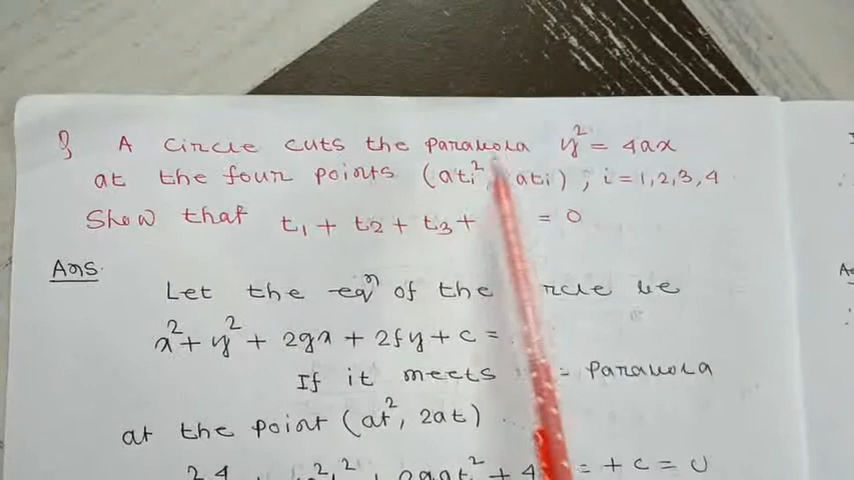 Q A circle cuts the parabola y² = 4ax
at the four points (ati², ati) ; i = 1,2,3,4
Show that t₁ + t₂ + t₃ + = 0
Ans.
Let the eqⁿ of the be
x² + y² + 2gx + 2fy + c =
If it meets parabola
at the point (at², 2at)
+ c = 0